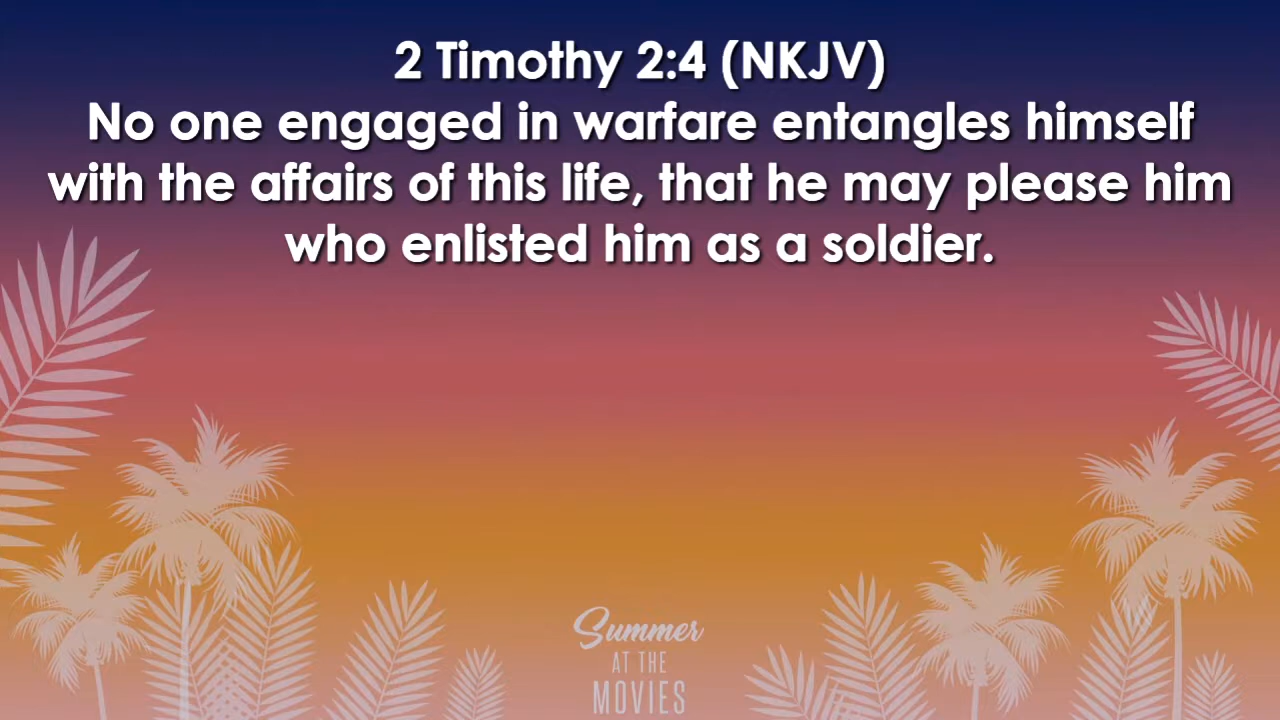 2 Timothy 2:4 (NKJV)
No one engaged in warfare entangles himself
with the affairs of this life, that he may please him
who enlisted him as a soldier.
Summer
AT THE
MOVIES